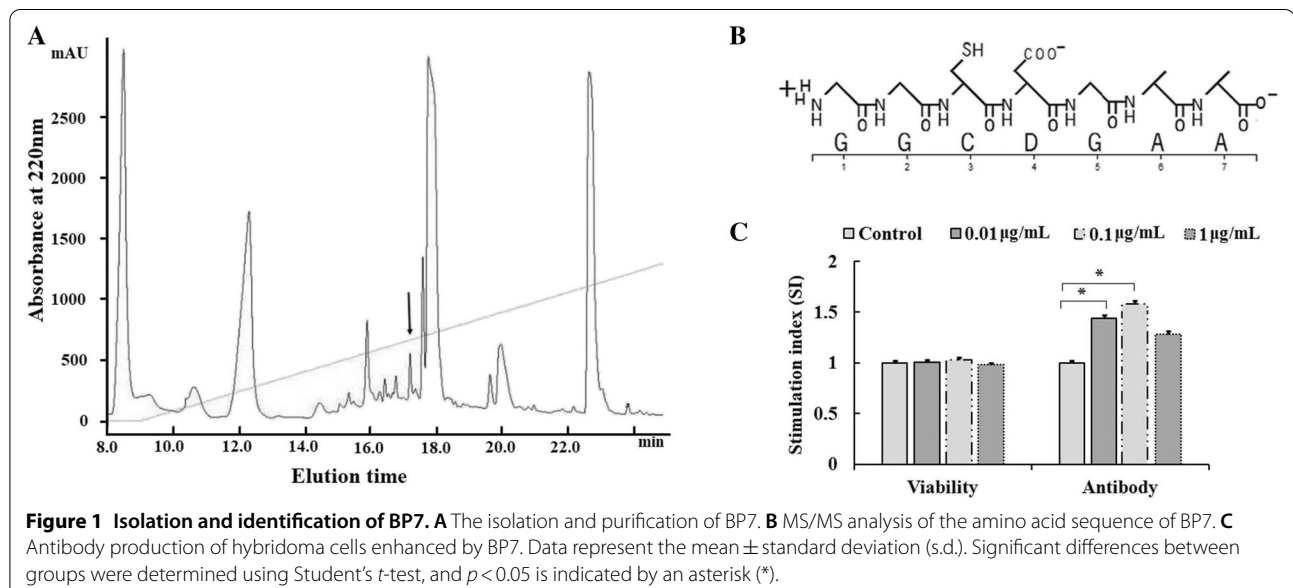 A
mAU
Absorbance at 220nm
2500
2000
1500
1000
500
0
8.0 10.0 12.0 14.0 16.0 18.0 20.0 22.0 min
Elution time
B
SH COO⁻
+H H N H O N H O N H O N H O N H O N H O O⁻
G G C D G A A
1 2 3 4 5 6 7
C
Control 0.01μg/mL 0.1μg/mL 1μg/mL
Stimulation index (SI)
2
1.5
1
0.5
0
*
*
Viability Antibody
Figure 1 Isolation and identification of BP7. A The isolation and purification of BP7. B MS/MS analysis of the amino acid sequence of BP7. C
Antibody production of hybridoma cells enhanced by BP7. Data represent the mean ± standard deviation (s.d.). Significant differences between
groups were determined using Student's t-test, and p < 0.05 is indicated by an asterisk (*).